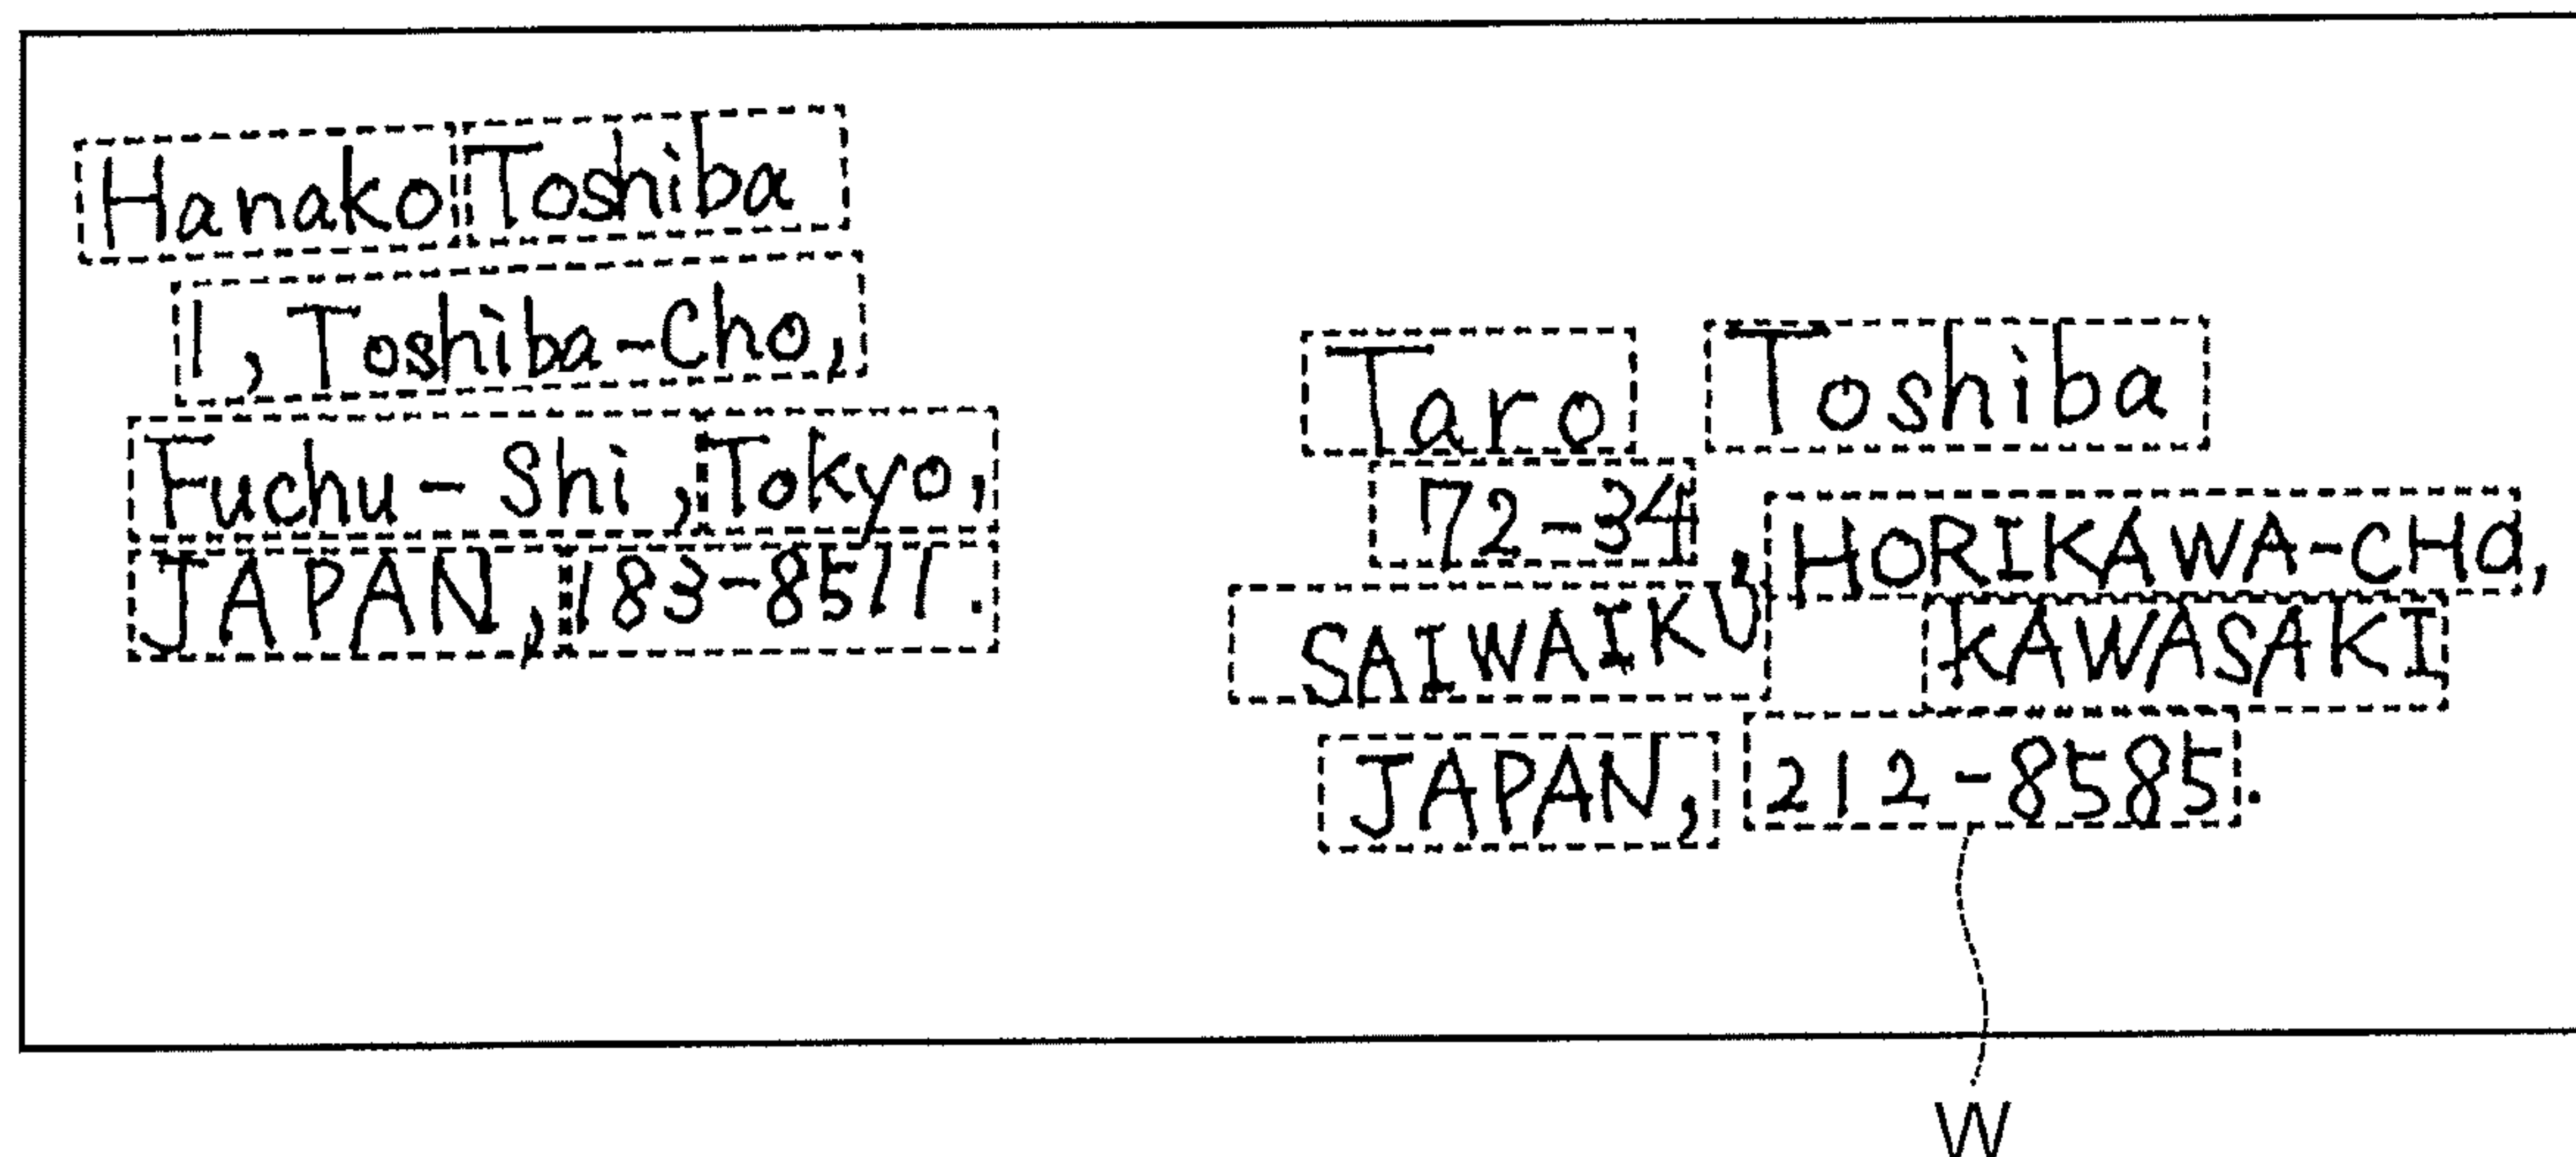 Hanako Toshiba
1, Toshiba-Cho,
Fuchu-Shi, Tokyo,
JAPAN, 183-8511.
Taro Toshiba
72-34, HORIKAWA-CHO,
SAIWAIKU, KAWASAKI
JAPAN, 212-8585.
W